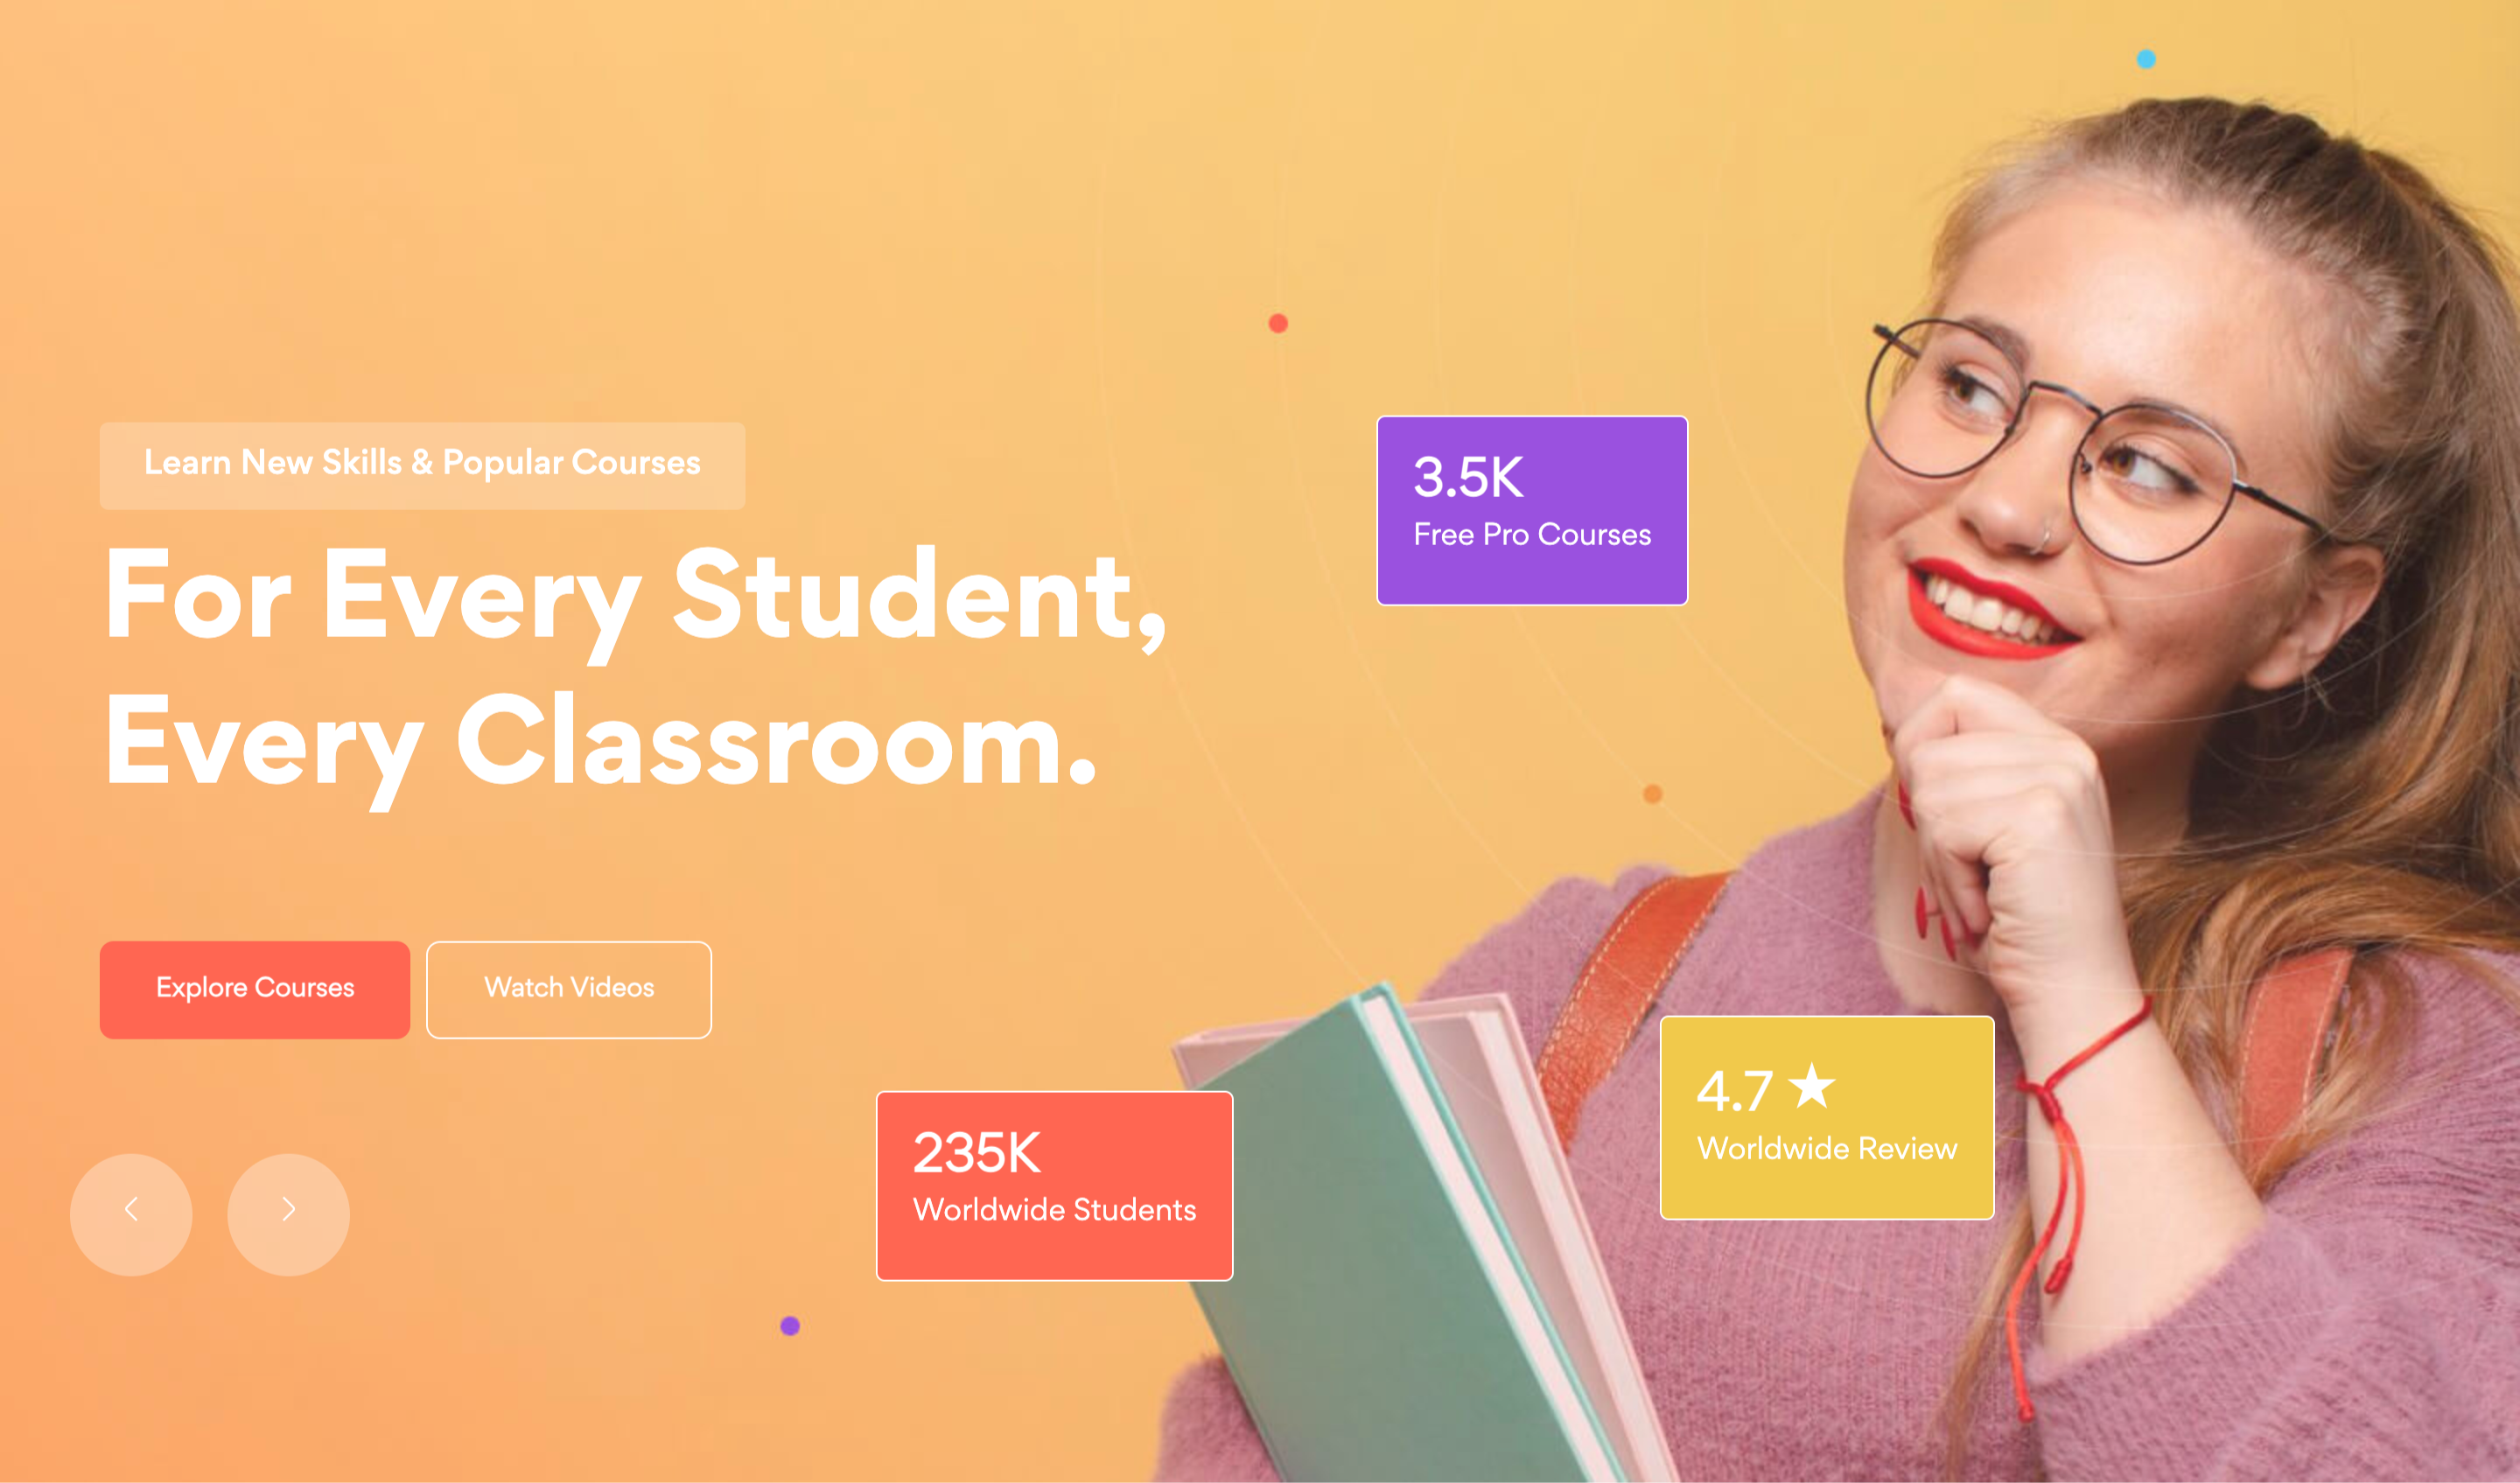 Learn New Skills & Popular Courses
For Every Student,
Every Classroom.
Explore Courses
Watch Videos
3.5K
Free Pro Courses
235K
Worldwide Students
4.7 ★
Worldwide Review